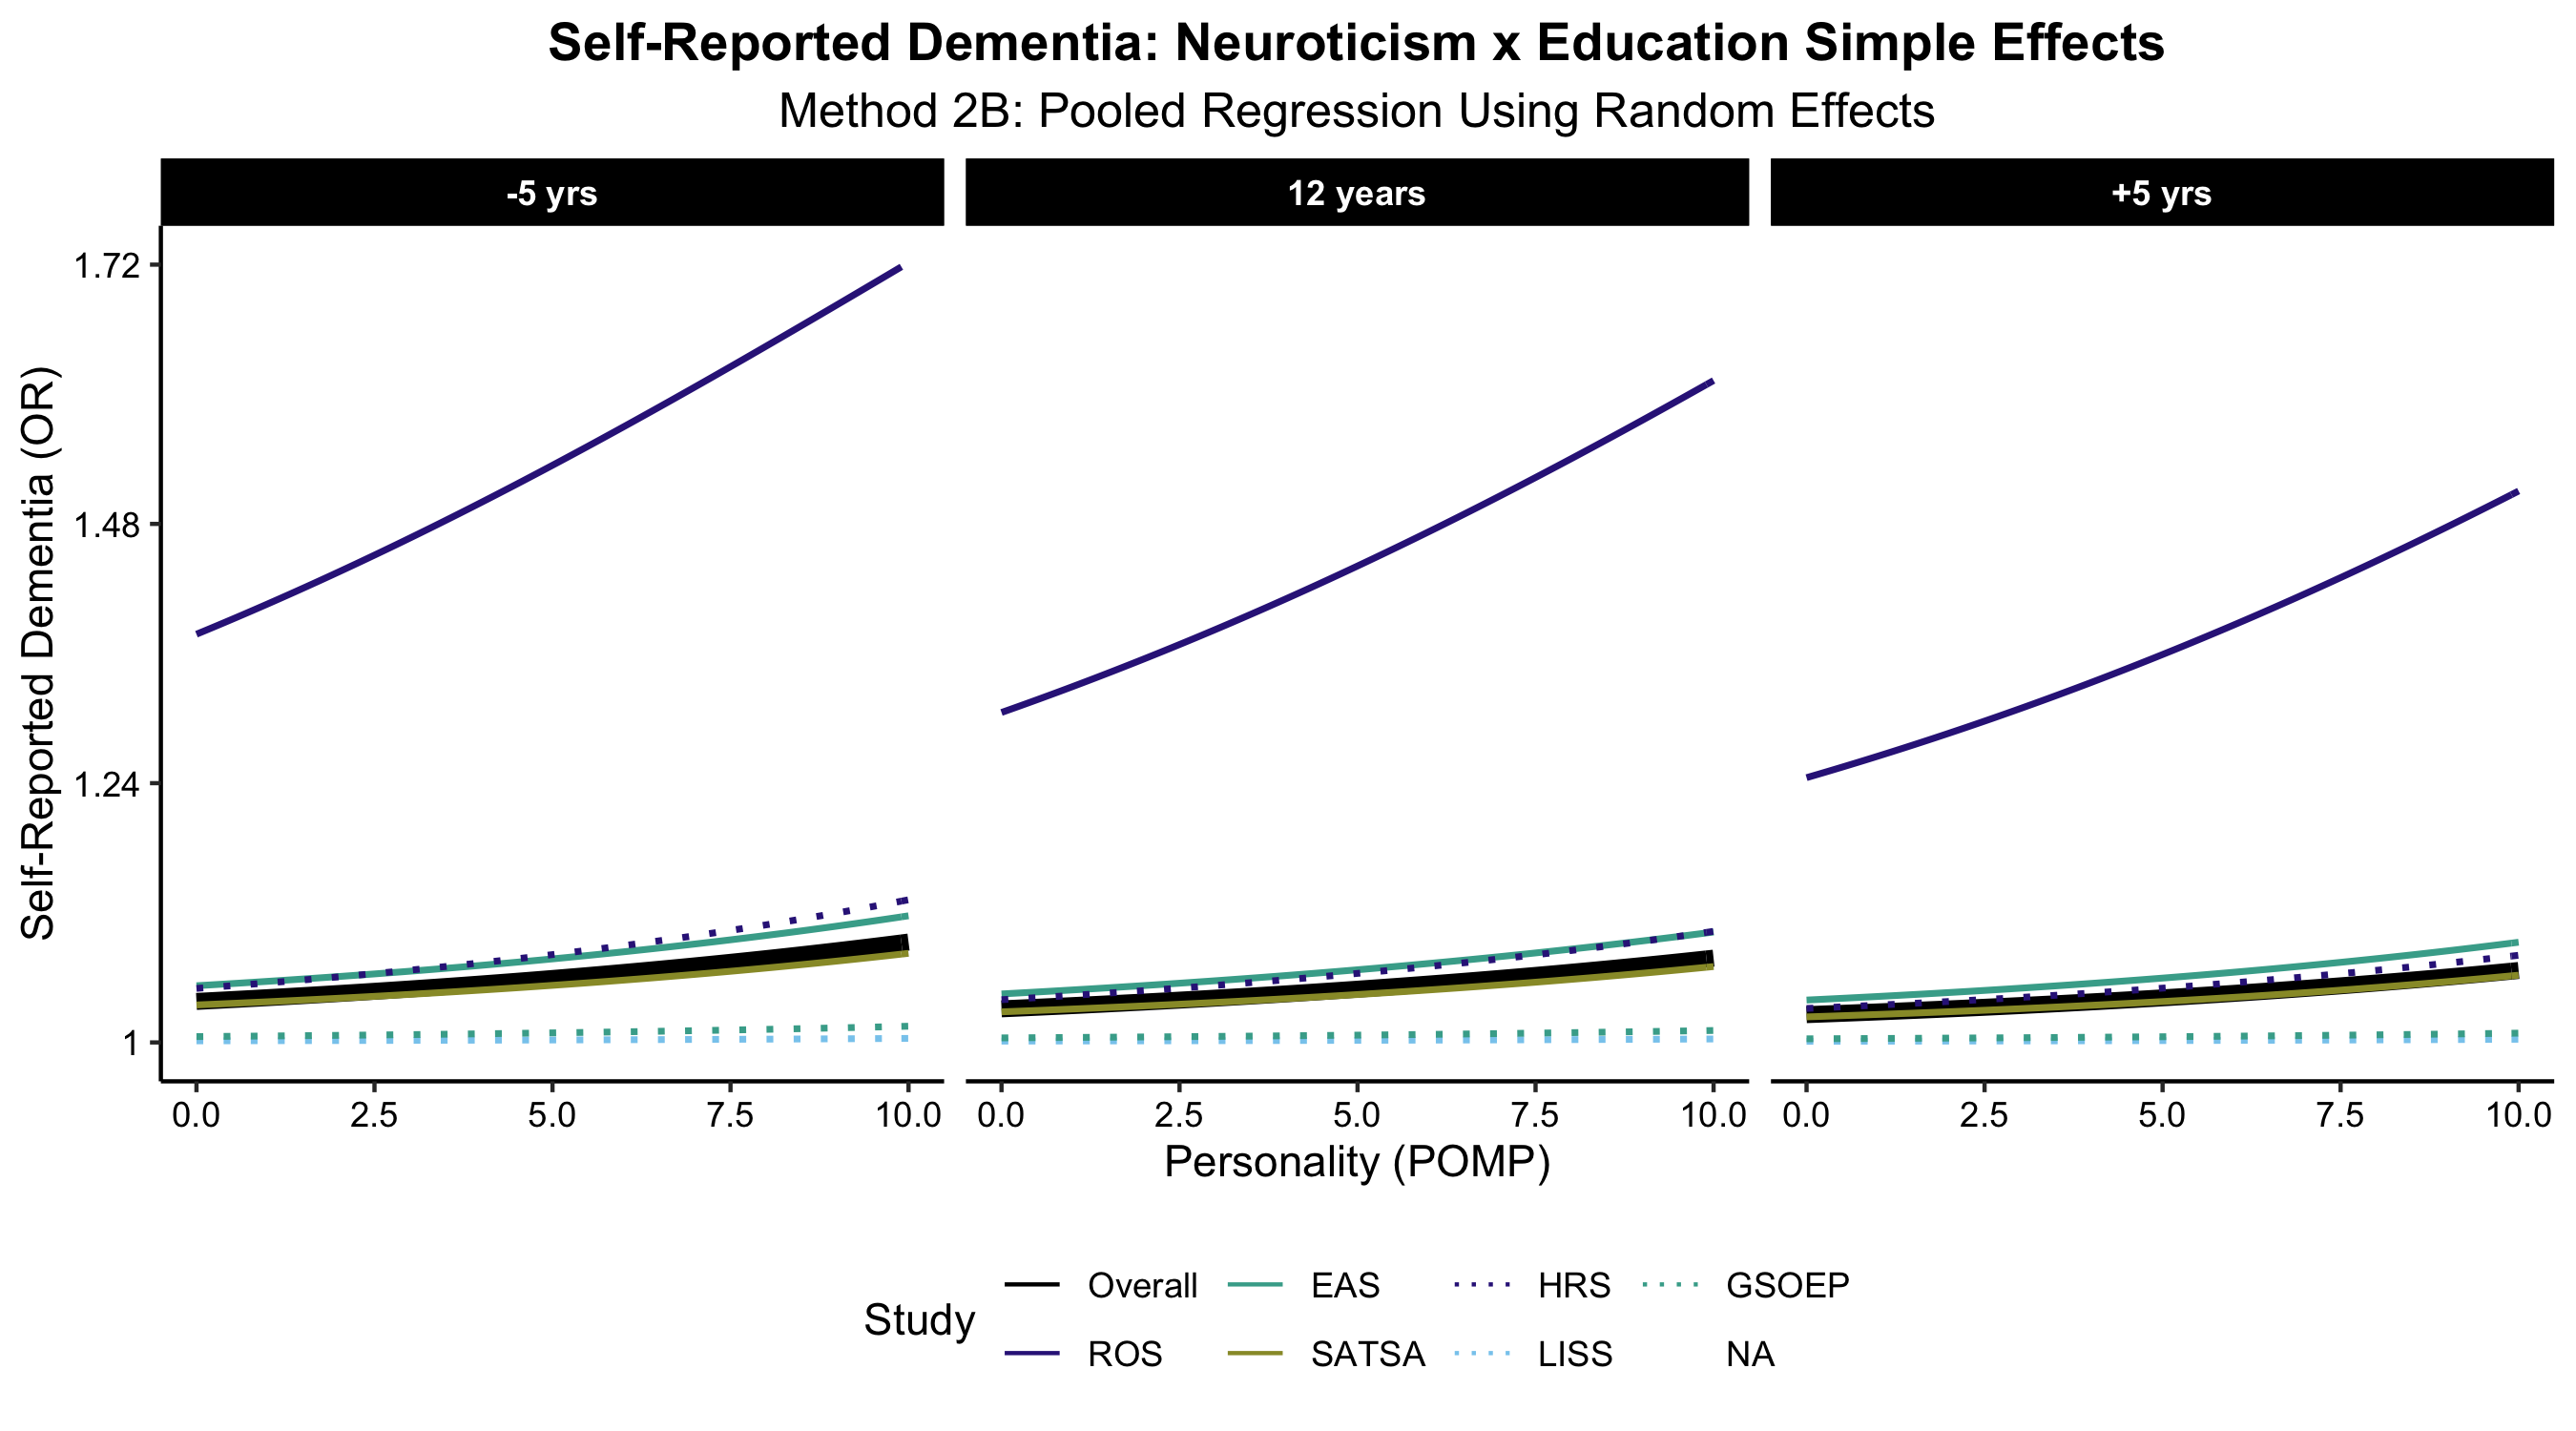 Self-Reported Dementia: Neuroticism x Education Simple Effects
Method 2B: Pooled Regression Using Random Effects
-5 yrs
12 years
+5 yrs
Self-Reported Dementia (OR)
1.72
1.48
1.24
1
0.0 2.5 5.0 7.5 10.0
0.0 2.5 5.0 7.5 10.0
0.0 2.5 5.0 7.5 10.0
Personality (POMP)
Study
Overall EAS HRS GSOEP
ROS SATSA LISS NA